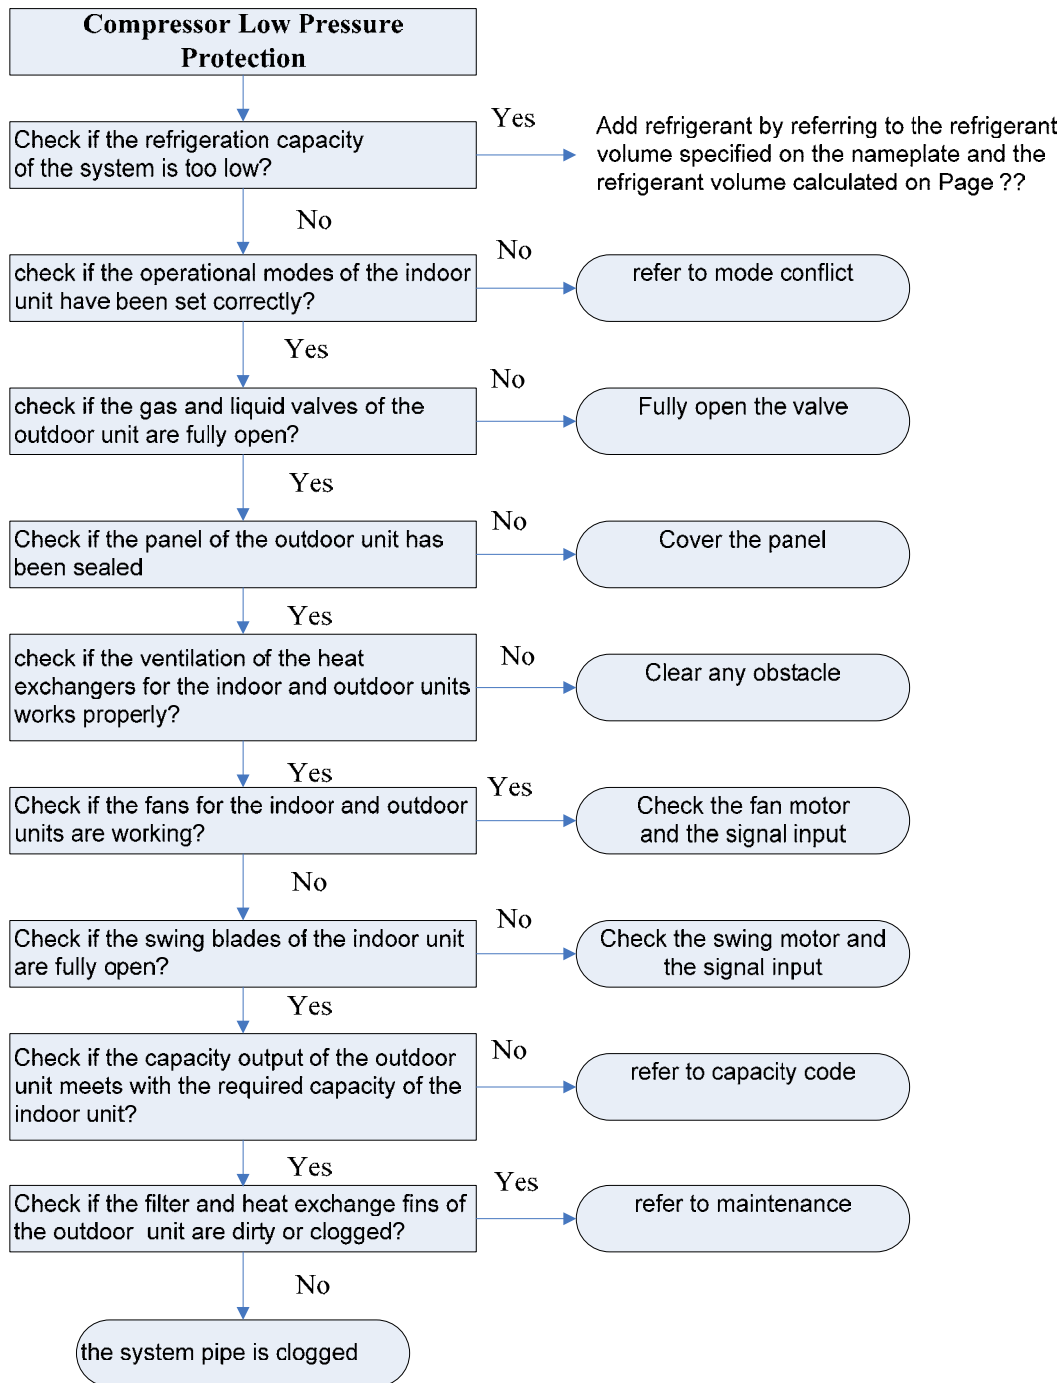 Compressor Low Pressure
Protection
Check if the refrigeration capacity
of the system is too low?
Yes
Add refrigerant by referring to the refrigerant
volume specified on the nameplate and the
refrigerant volume calculated on Page ??
No
check if the operational modes of the indoor
unit have been set correctly?
No
refer to mode conflict
Yes
check if the gas and liquid valves of the
outdoor unit are fully open?
No
Fully open the valve
Yes
Check if the panel of the outdoor unit has
been sealed
No
Cover the panel
Yes
check if the ventilation of the heat
exchangers for the indoor and outdoor units
works properly?
No
Clear any obstacle
Yes
Check if the fans for the indoor and outdoor
units are working?
Yes
Check the fan motor
and the signal input
No
Check if the swing blades of the indoor unit
are fully open?
No
Check the swing motor and
the signal input
Yes
Check if the capacity output of the outdoor
unit meets with the required capacity of the
indoor unit?
No
refer to capacity code
Yes
Check if the filter and heat exchange fins of
the outdoor unit are dirty or clogged?
Yes
refer to maintenance
No
the system pipe is clogged